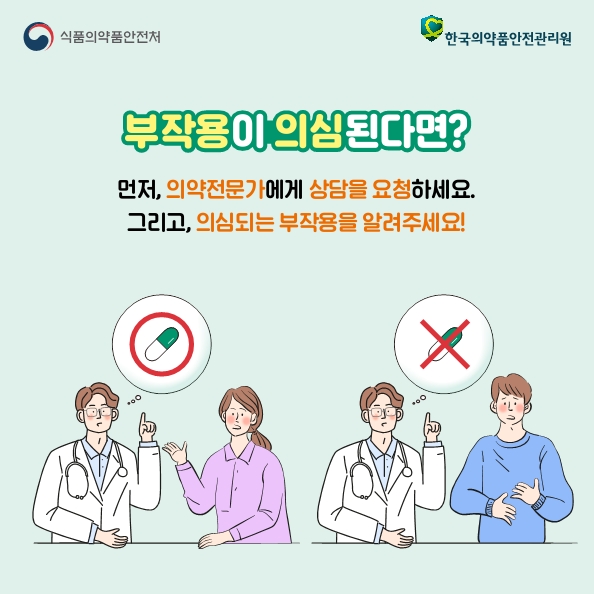 식품의약품안전처
한국의약품안전관리원
부작용이 의심된다면?
먼저, 의약전문가에게 상담을 요청하세요.
그리고, 의심되는 부작용을 알려주세요!